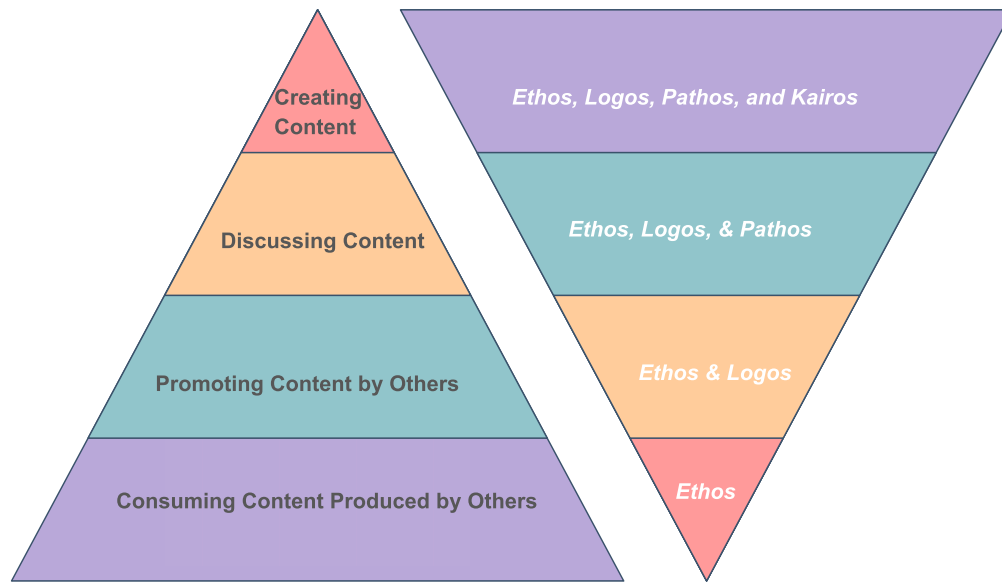 Creating
Content
Discussing Content
Promoting Content by Others
Consuming Content Produced by Others
Ethos, Logos, Pathos, and Kairos
Ethos, Logos, & Pathos
Ethos & Logos
Ethos